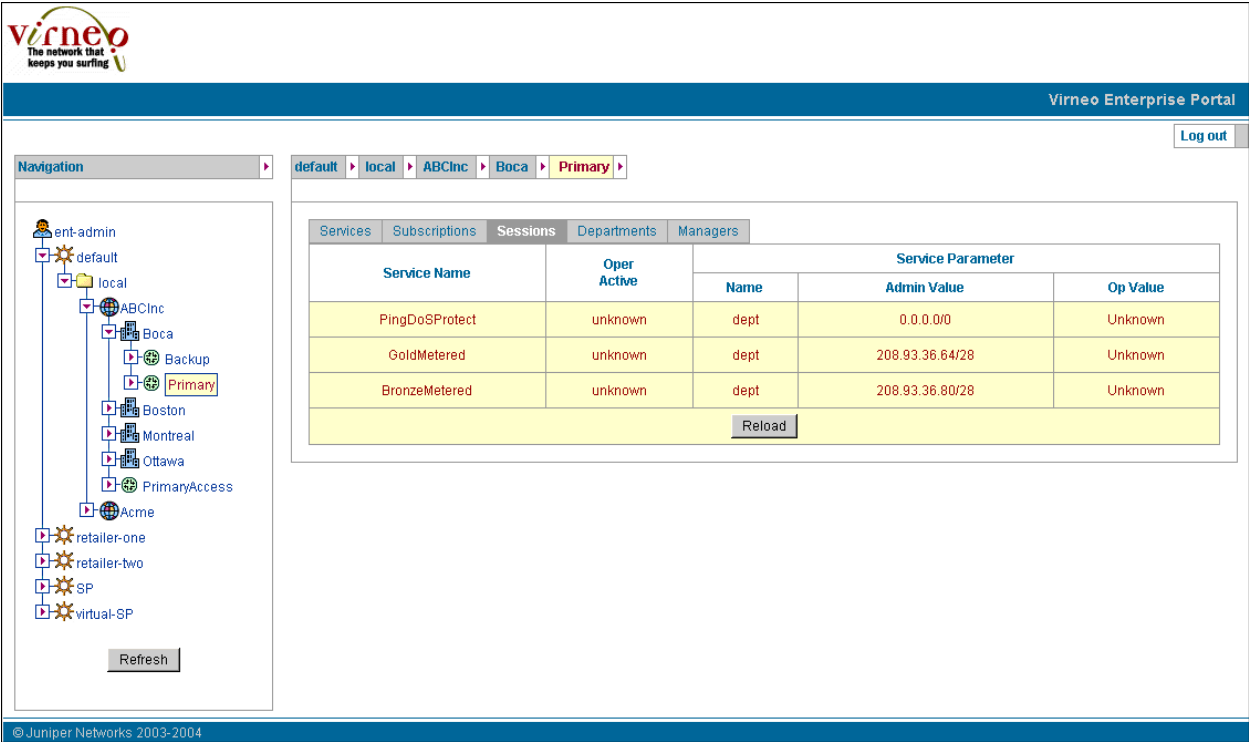 Virneo
The network that
keeps you surfing
Virneo Enterprise Portal
Log out
Navigation
default local ABCInc Boca Primary
ent-admin
default
local
ABCInc
Boca
Backup
Primary
Boston
Montreal
Ottawa
PrimaryAccess
Acme
retailer-one
retailer-two
SP
virtual-SP
Refresh
Services Subscriptions Sessions Departments Managers
Service Name Oper Active Service Parameter
Name Admin Value Op Value
PingDoSProtect unknown dept 0.0.0.0/0 Unknown
GoldMetered unknown dept 208.93.36.64/28 Unknown
BronzeMetered unknown dept 208.93.36.80/28 Unknown
Reload
© Juniper Networks 2003-2004